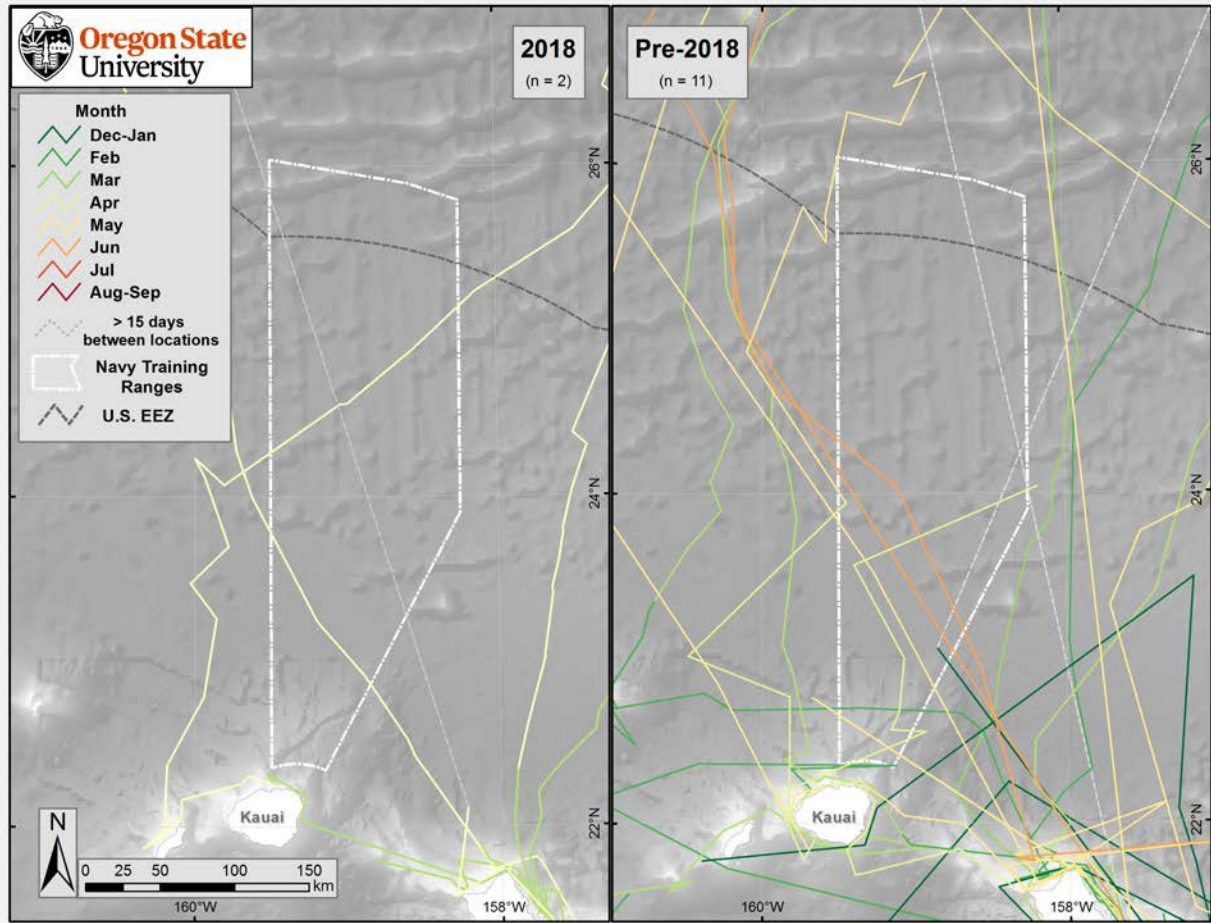 Oregon State
University
2018
(n = 2)
Pre-2018
(n = 11)
Month
Dec-Jan
Feb
Mar
Apr
May
Jun
Jul
Aug-Sep
> 15 days
between locations
Navy Training
Ranges
U.S. EEZ
26°N
26°N
24°N
24°N
22°N
22°N
Kauai
Kauai
N
0 25 50 100 150
km
160°W
158°W
160°W
158°W